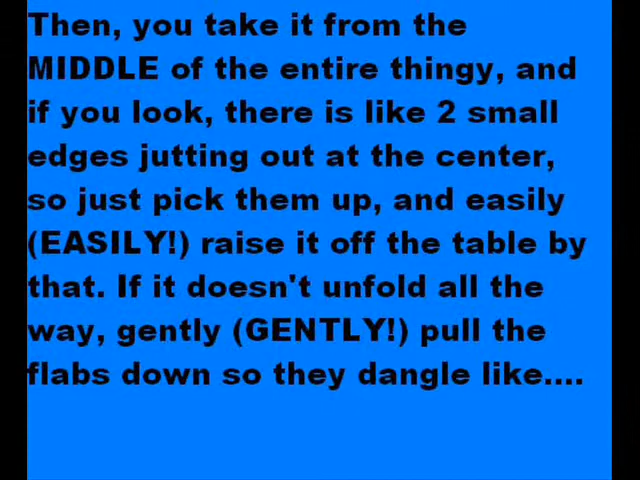 Then, you take it from the
MIDDLE of the entire thingy, and
if you look, there is like 2 small
edges jutting out at the center,
so just pick them up, and easily
(EASILY!) raise it off the table by
that. If it doesn't unfold all the
way, gently (GENTLY!) pull the
flabs down so they dangle like....